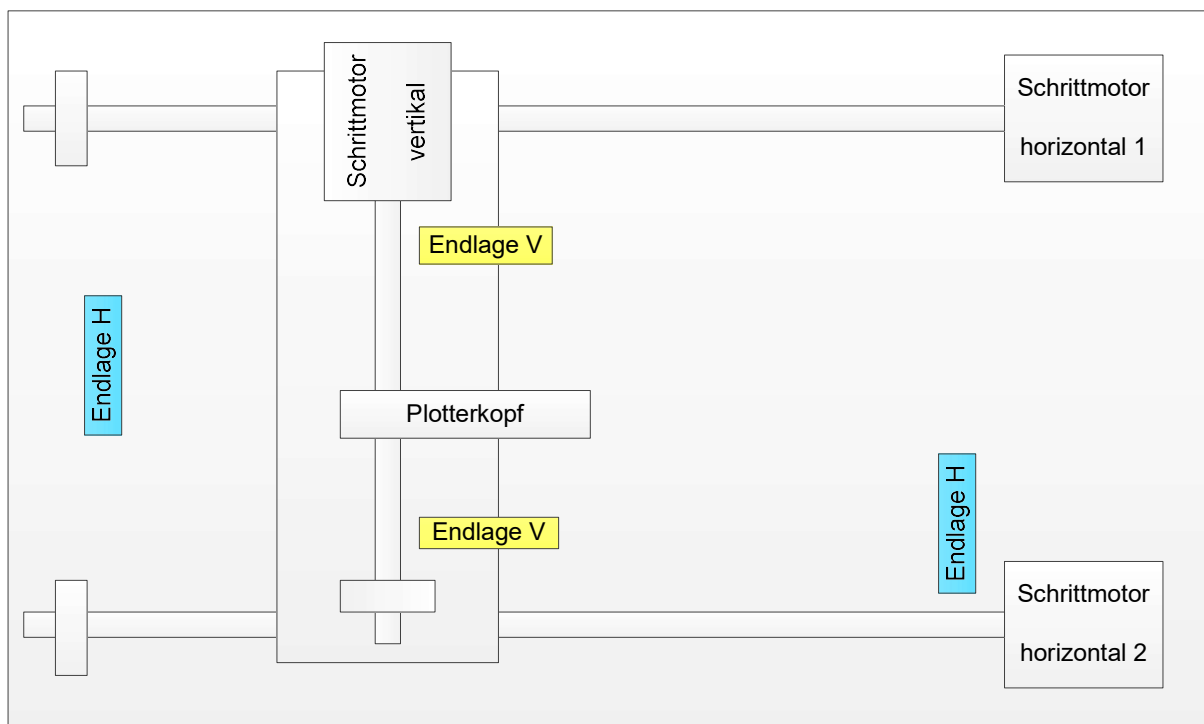 Schrittmotor
vertikal
Schrittmotor
horizontal 1
Endlage V
Endlage H
Plotterkopf
Endlage H
Endlage V
Schrittmotor
horizontal 2